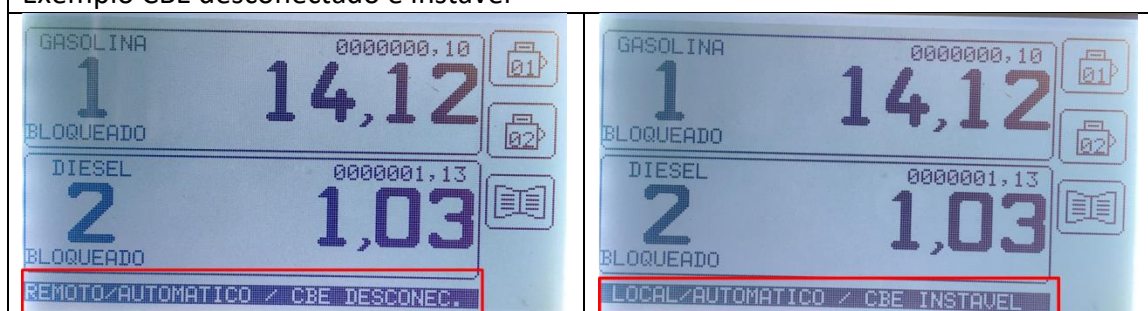 Exemplo CBE desconectado e instável
GASOLINA
0000000,10
1
14,12
BLOQUEADO
01
02
DIESEL
0000001,13
2
1,03
BLOQUEADO
REMOTO/AUTOMATICO / CBE DESCONEC.
GASOLINA
0000000,10
1
14,12
BLOQUEADO
01
02
DIESEL
0000001,13
2
1,03
BLOQUEADO
LOCAL/AUTOMATICO / CBE INSTAVEL